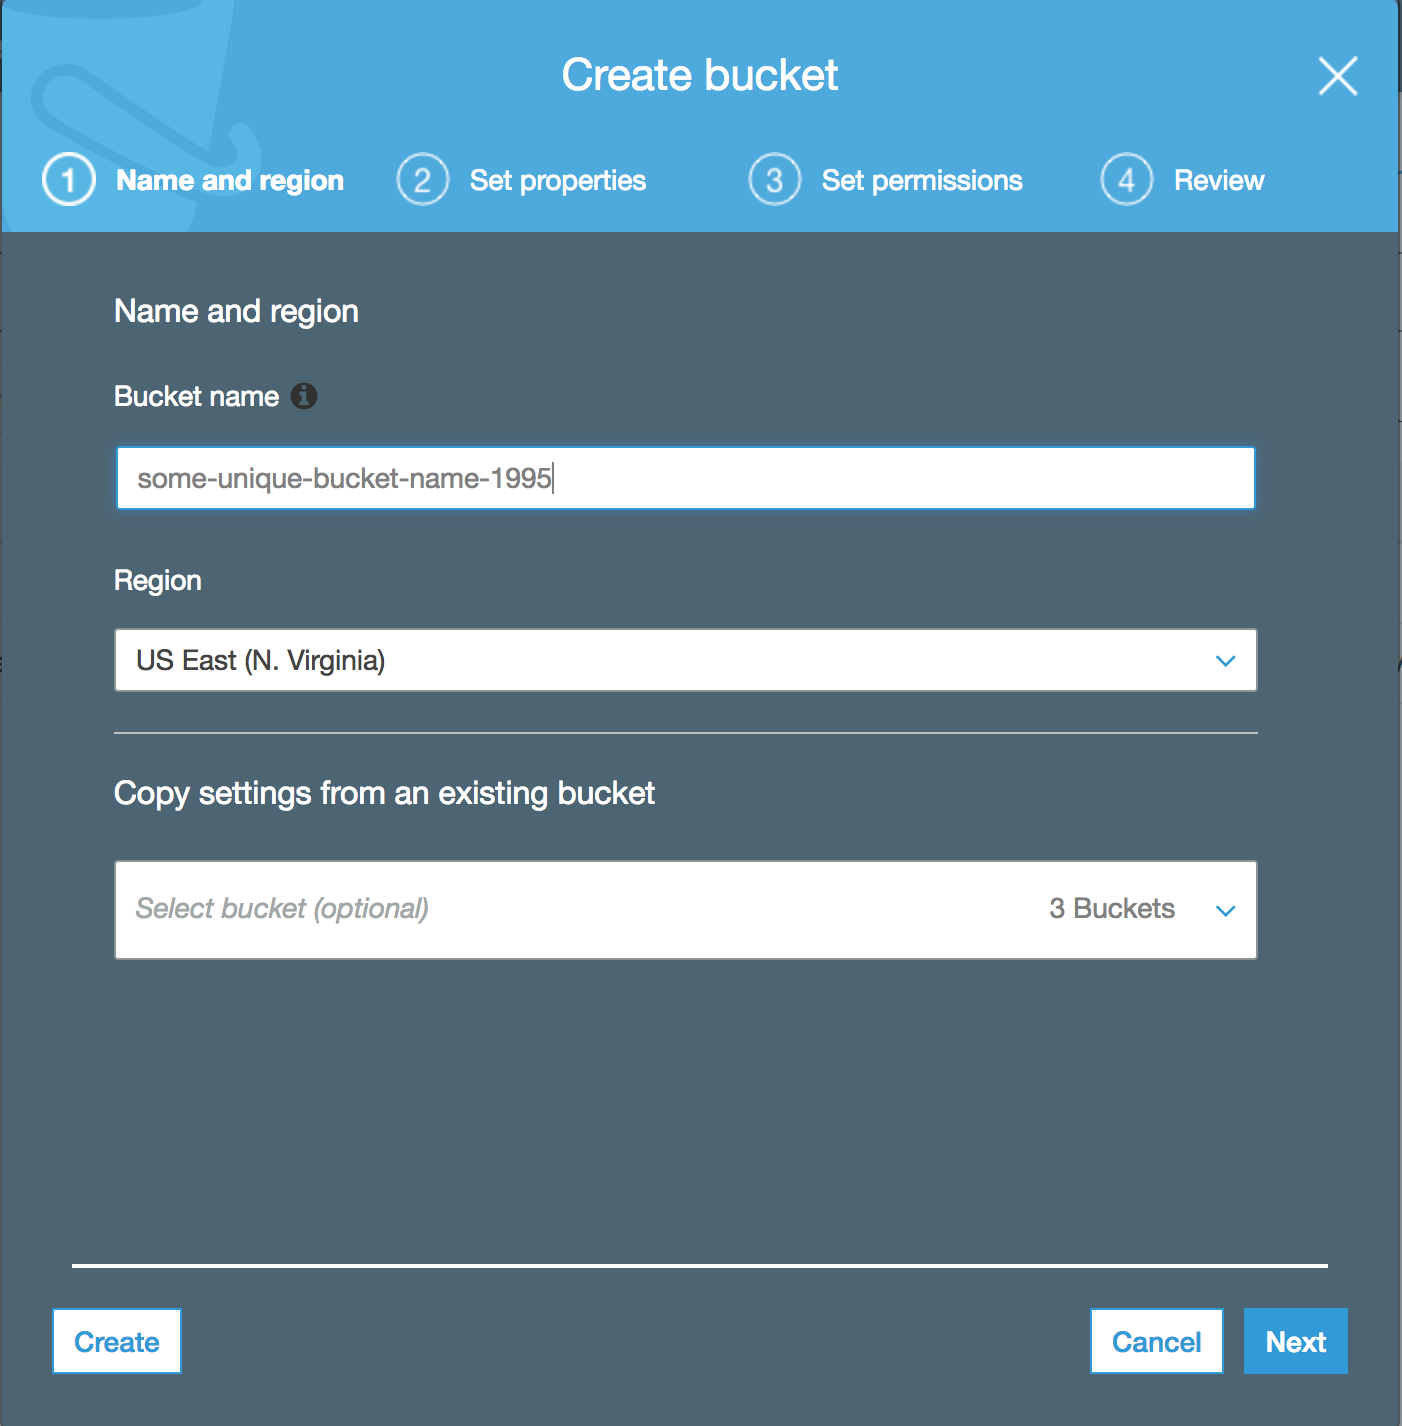 Create bucket
1 Name and region 2 Set properties 3 Set permissions 4 Review
Name and region
Bucket name
some-unique-bucket-name-1995
Region
US East (N. Virginia)
Copy settings from an existing bucket
Select bucket (optional) 3 Buckets
Create Cancel Next